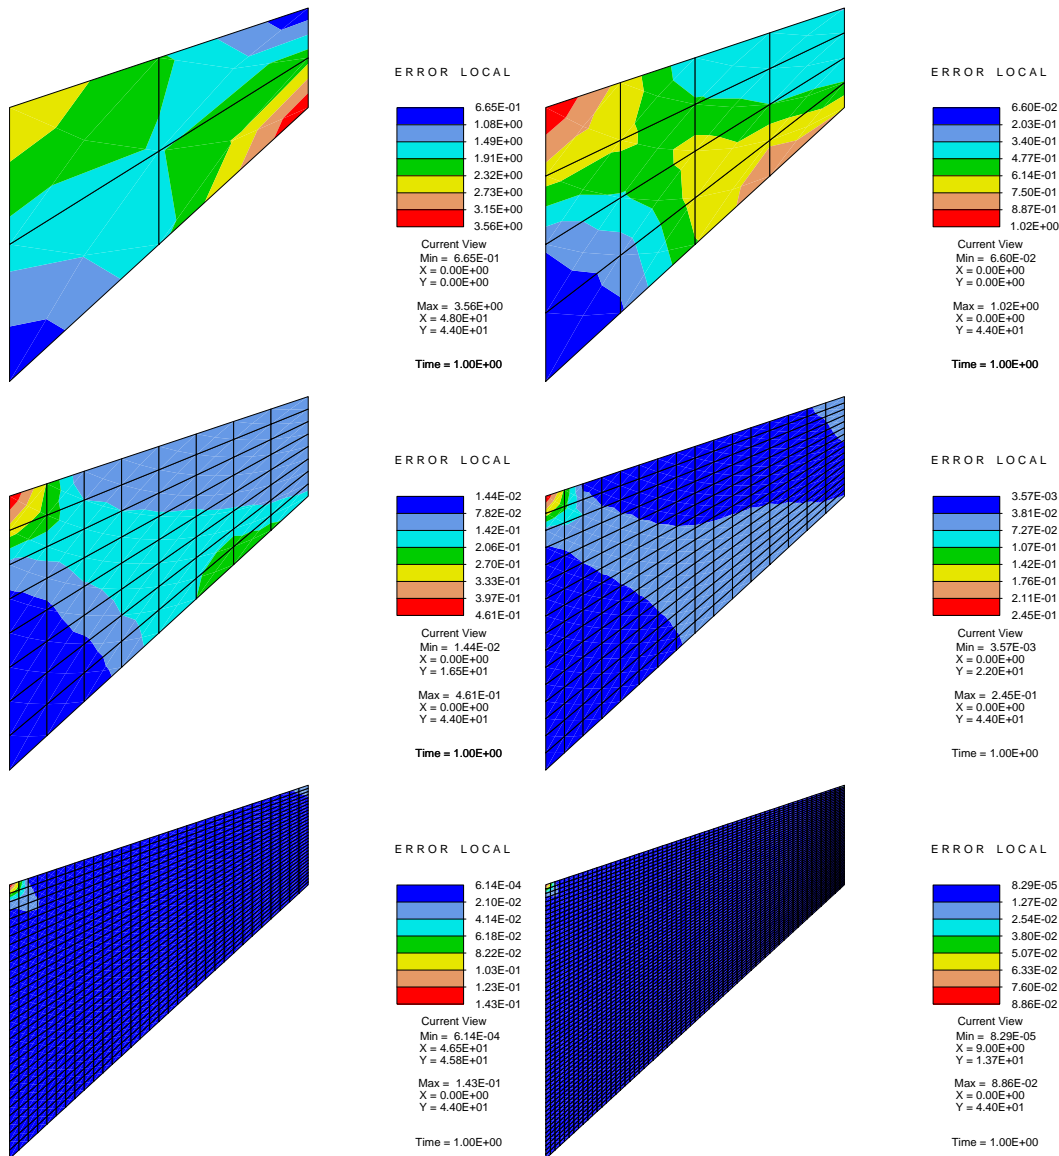 ERROR LOCAL
6.65E-01
1.08E+00
1.49E+00
1.91E+00
2.32E+00
2.73E+00
3.15E+00
3.56E+00
Current View
Min = 6.65E-01
X = 0.00E+00
Y = 0.00E+00
Max = 3.56E+00
X = 4.80E+01
Y = 4.40E+01
Time = 1.00E+00
ERROR LOCAL
6.60E-02
2.03E-01
3.40E-01
4.77E-01
6.14E-01
7.50E-01
8.87E-01
1.02E+00
Current View
Min = 6.60E-02
X = 0.00E+00
Y = 0.00E+00
Max = 1.02E+00
X = 0.00E+00
Y = 4.40E+01
Time = 1.00E+00
ERROR LOCAL
1.44E-02
7.82E-02
1.42E-01
2.06E-01
2.70E-01
3.33E-01
3.97E-01
4.61E-01
Current View
Min = 1.44E-02
X = 0.00E+00
Y = 1.65E+01
Max = 4.61E-01
X = 0.00E+00
Y = 4.40E+01
Time = 1.00E+00
ERROR LOCAL
3.57E-03
3.81E-02
7.27E-02
1.07E-01
1.42E-01
1.76E-01
2.11E-01
2.45E-01
Current View
Min = 3.57E-03
X = 0.00E+00
Y = 2.20E+01
Max = 2.45E-01
X = 0.00E+00
Y = 4.40E+01
Time = 1.00E+00
ERROR LOCAL
6.14E-04
2.10E-02
4.14E-02
6.18E-02
8.22E-02
1.03E-01
1.23E-01
1.43E-01
Current View
Min = 6.14E-04
X = 4.65E+01
Y = 4.58E+01
Max = 1.43E-01
X = 0.00E+00
Y = 4.40E+01
Time = 1.00E+00
ERROR LOCAL
8.29E-05
1.27E-02
2.54E-02
3.80E-02
5.07E-02
6.33E-02
7.60E-02
8.86E-02
Current View
Min = 8.29E-05
X = 9.00E+00
Y = 1.37E+01
Max = 8.86E-02
X = 0.00E+00
Y = 4.40E+01
Time = 1.00E+00